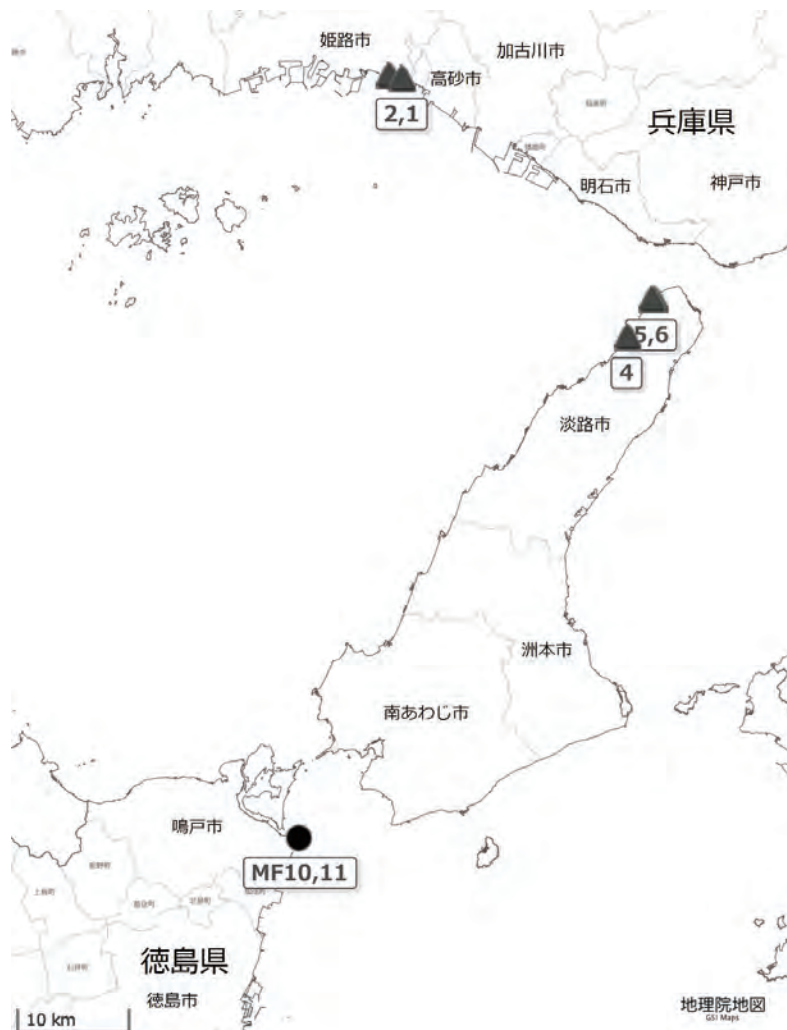 姫路市
加古川市
高砂市
2,1
兵庫県
明石市
神戸市
5,6
4
淡路市
洲本市
南あわじ市
鳴戸市
MF10,11
徳島県
徳島市
10 km
地理院地図
GSI Maps